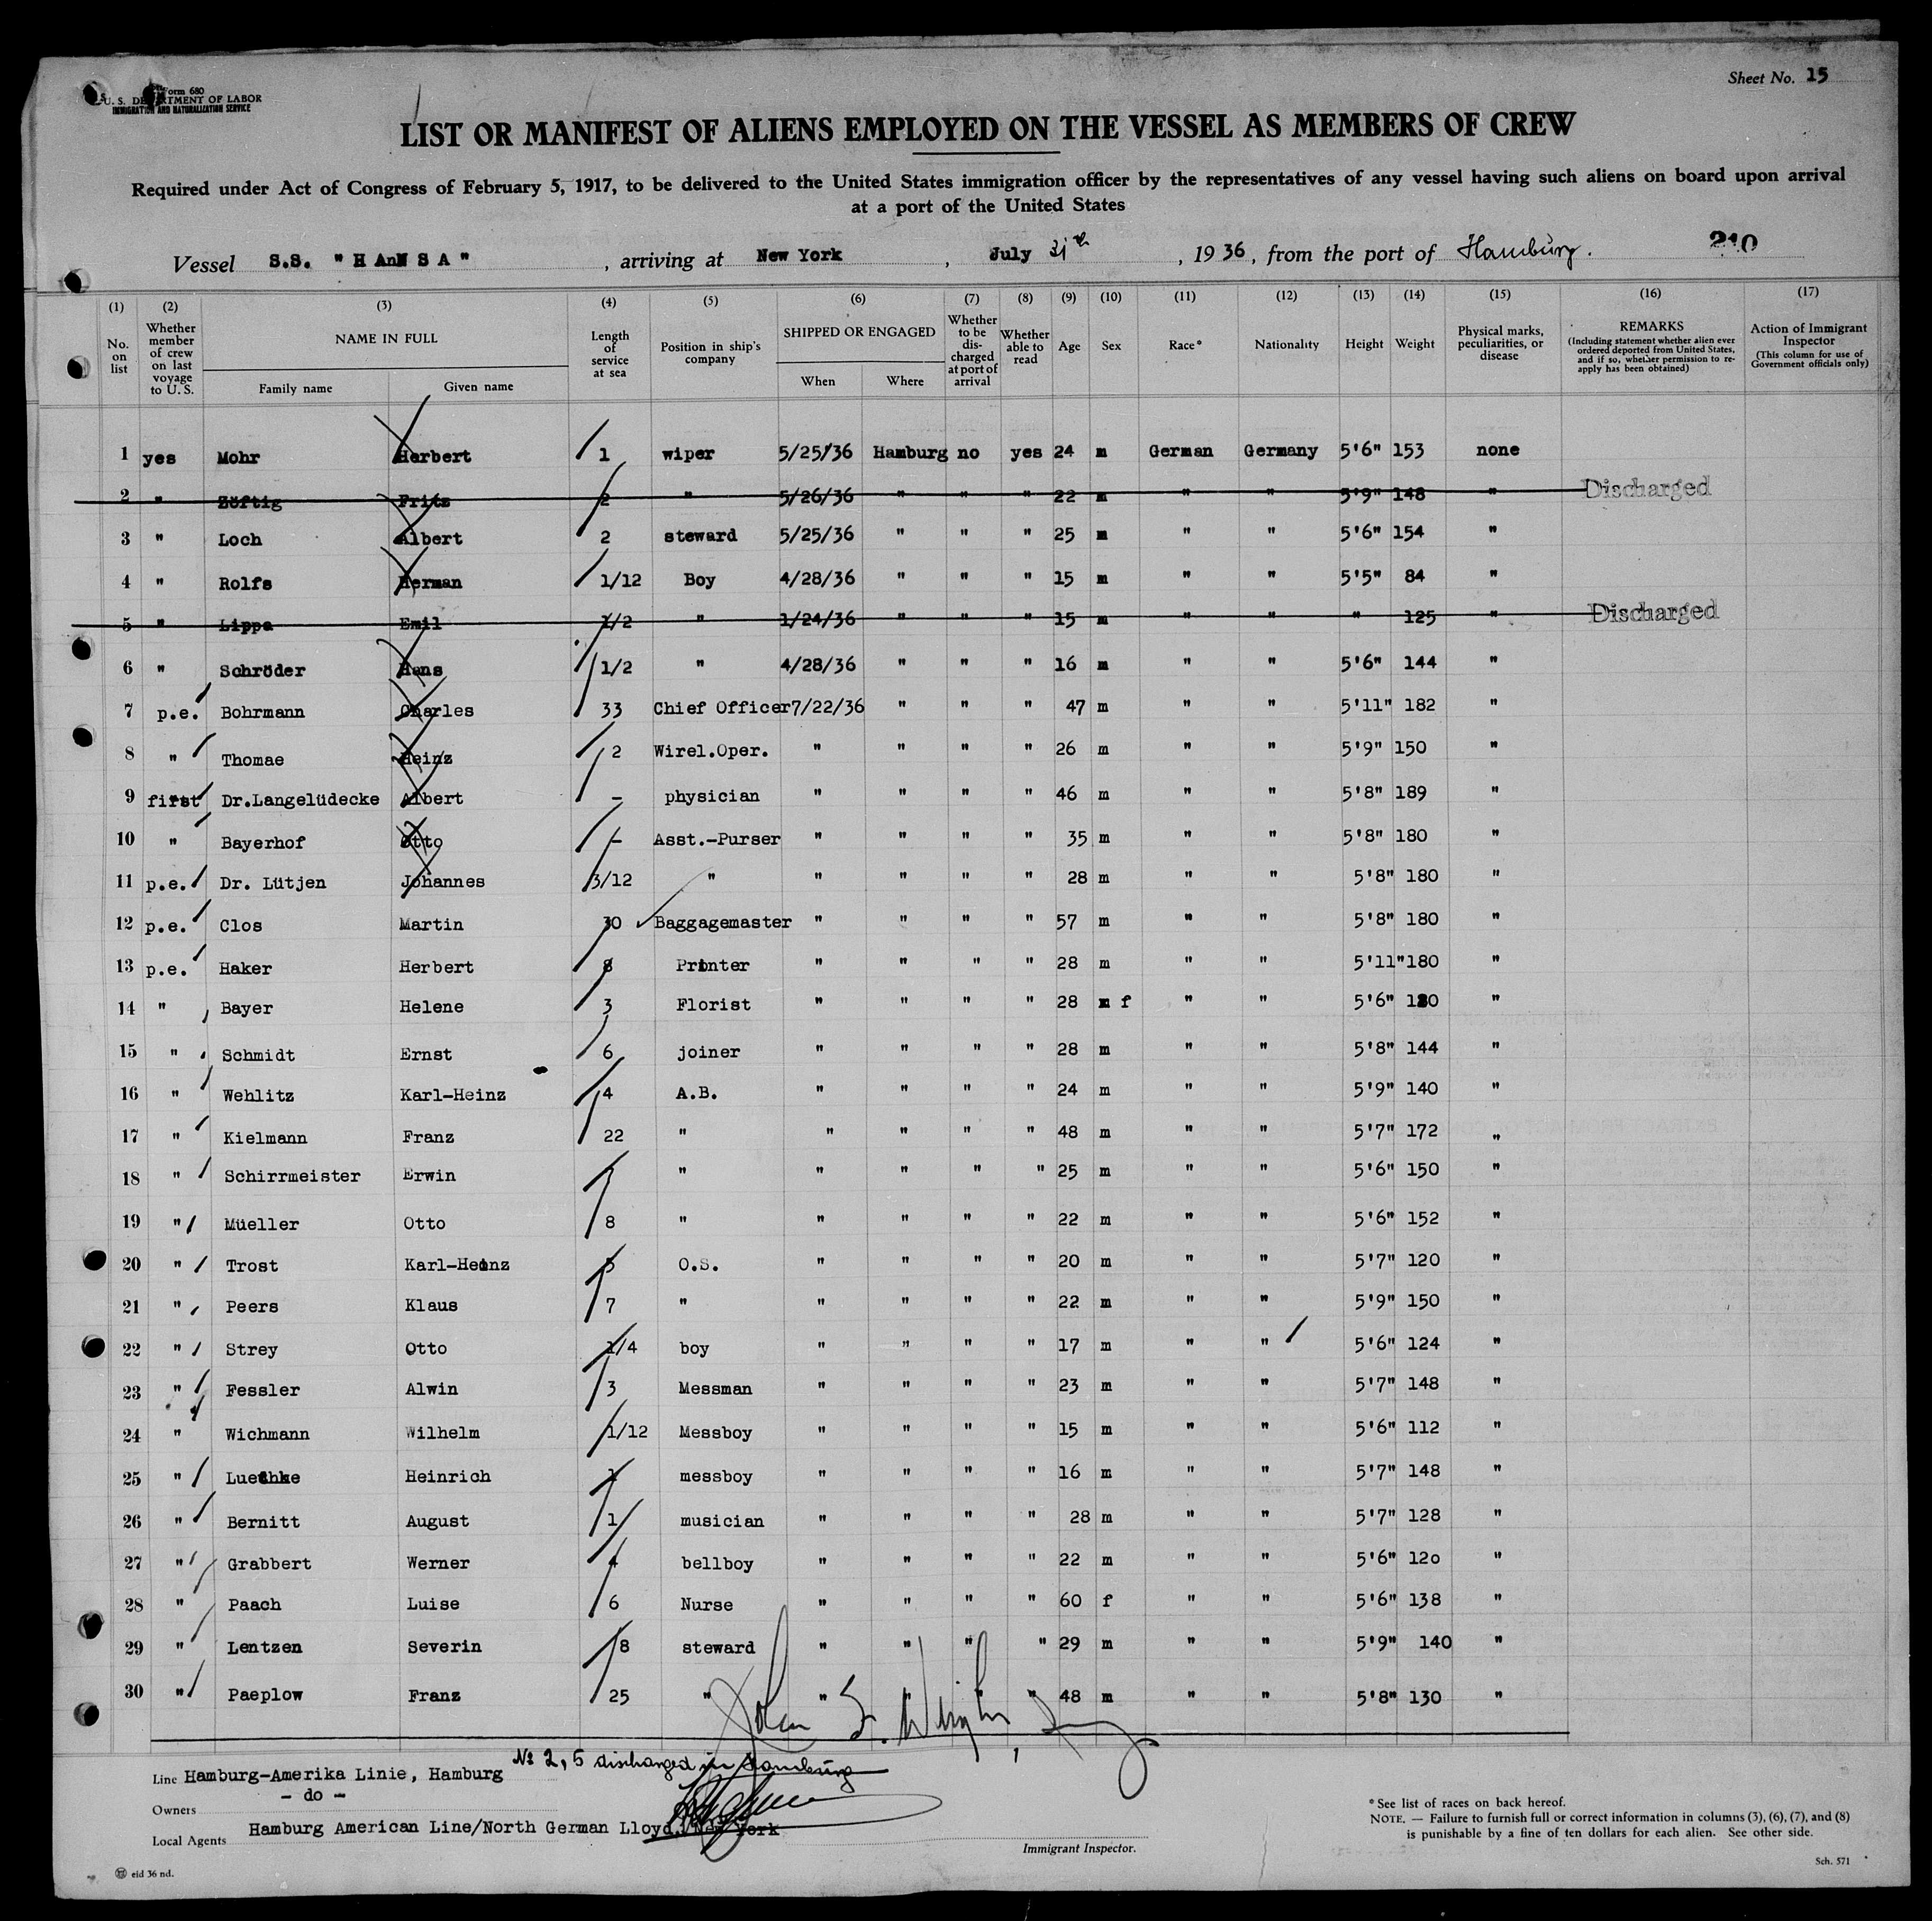 Form 680
U. S. DEPARTMENT OF LABOR
IMMIGRATION AND NATURALIZATION SERVICE
Sheet No. 15
LIST OR MANIFEST OF ALIENS EMPLOYED ON THE VESSEL AS MEMBERS OF CREW
Required under Act of Congress of February 5, 1917, to be delivered to the United States immigration officer by the representatives of any vessel having such aliens on board upon arrival
at a port of the United States
Vessel S.S. "HAnNSA", arriving at New York, July 31th, 1936, from the port of Hamburg. 210
(1) (2) (3) (4) (5) (6) (7) (8) (9) (10) (11) (12) (13) (14) (15) (16) (17)
No. on list
Whether member of crew on last voyage to U.S.
NAME IN FULL
Family name Given name
Length of service at sea
Position in ship's company
SHIPPED OR ENGAGED
When Where
Whether to be discharged at port of arrival
Whether able to read
Age
Sex
Race*
Nationality
Height
Weight
Physical marks, peculiarities, or disease
REMARKS
(Including statement whether alien ever ordered deported from United States, and if so, whether permission to reapply has been obtained)
Action of Immigrant Inspector
(This column for use of Government officials only)
1 yes Mohr Herbert 1 wiper 5/25/36 Hamburg no yes 24 m German Germany 5'6" 153 none
2 " Zöftig Fritz 2 " 5/26/36 " " " 22 m " " 5'9" 148 " Discharged
3 " Loch Albert 2 steward 5/25/36 " " " 25 m " " 5'6" 154 "
4 " Rolfs Herman 1/12 Boy 4/28/36 " " " 15 m " " 5'5" 84 "
5 " Lippa Emil 1/2 " 1/24/36 " " " 15 m " " " 125 " Discharged
6 " Schröder Hans 1/2 " 4/28/36 " " " 16 m " " 5'6" 144 "
7 p.e. Bohrmann Charles 33 Chief Officer 7/22/36 " " " 47 m " " 5'11" 182 "
8 " Thomae Heinz 2 Wirel.Oper. " " " " 26 m " " 5'9" 150 "
9 first Dr.Langelüdecke Albert - physician " " " " 46 m " " 5'8" 189 "
10 " Bayerhof Otto - Asst.-Purser " " " " 35 m " " 5'8" 180 "
11 p.e. Dr. Lütjen Johannes 3/12 " " " " " 28 m " " 5'8" 180 "
12 p.e. Clos Martin 30 Baggagemaster " " " " 57 m " " 5'8" 180 "
13 p.e. Haker Herbert 8 Printer " " " " 28 m " " 5'11" 180 "
14 " Bayer Helene 3 Florist " " " " 28 m f " " 5'6" 130 "
15 " Schmidt Ernst 6 joiner " " " " 28 m " " 5'8" 144 "
16 " Wehlitz Karl-Heinz 4 A.B. " " " " 24 m " " 5'9" 140 "
17 " Kielmann Franz 22 " " " " " 48 m " " 5'7" 172 "
18 " Schirrmeister Erwin 7 " " " " " 25 m " " 5'6" 150 "
19 " Müeller Otto 8 " " " " " 22 m " " 5'6" 152 "
20 " Trost Karl-Heinz 5 O.S. " " " " 20 m " " 5'7" 120 "
21 " Peers Klaus 7 " " " " " 22 m " " 5'9" 150 "
22 " Strey Otto 1/4 boy " " " " 17 m " " 5'6" 124 "
23 " Fessler Alwin 3 Messman " " " " 23 m " " 5'7" 148 "
24 " Wichmann Wilhelm 1/12 Messboy " " " " 15 m " " 5'6" 112 "
25 " Luethke Heinrich 1 messboy " " " " 16 m " " 5'7" 148 "
26 " Bernitt August 1 musician " " " " 28 m " " 5'7" 128 "
27 " Grabbert Werner 4 bellboy " " " " 22 m " " 5'6" 12o "
28 " Paach Luise 6 Nurse " " " " 60 f " " 5'6" 138 "
29 " Lentzen Severin 8 steward " " " " 29 m " " 5'9" 140 "
30 " Paeplow Franz 25 " " " " " 48 m " " 5'8" 130 "
No 2, 5 discharged in Hamburg
Line Hamburg-Amerika Linie, Hamburg
Owners - do -
Local Agents Hamburg American Line/North German Lloyd, New York
Immigrant Inspector.
*See list of races on back hereof.
NOTE. — Failure to furnish full or correct information in columns (3), (6), (7), and (8)
is punishable by a fine of ten dollars for each alien. See other side.
eid 36 nd.
Sch. 571